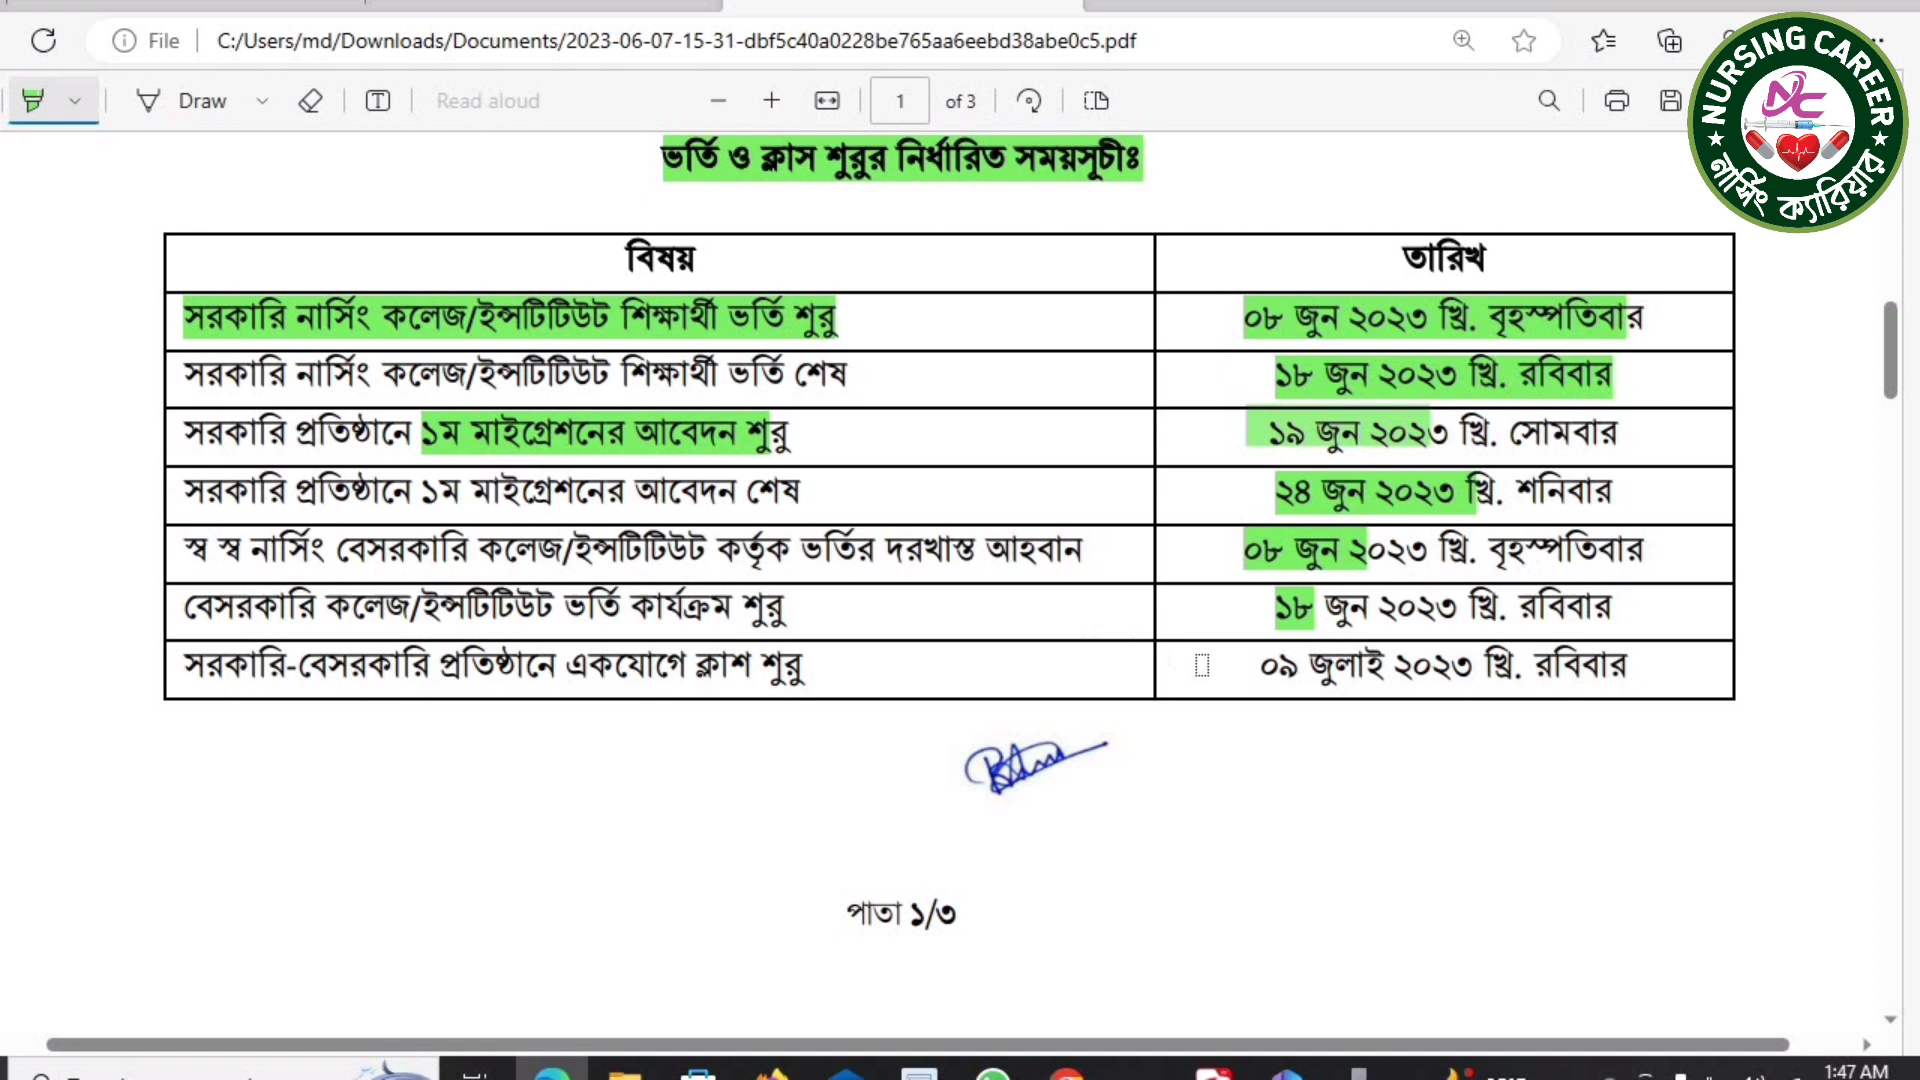 File
C:/Users/md/Downloads/Documents/2023-06-07-15-31-dbf5c40a0228be765aa6eebd38abe0c5.pdf
Draw
Read aloud
1 of 3
NURSING CAREER
NC
নার্সিং ক্যারিয়ার
ভর্তি ও ক্লাস শুরুর নির্ধারিত সময়সূচীঃ
বিষয় তারিখ
সরকারি নার্সিং কলেজ/ইন্সটিটিউট শিক্ষার্থী ভর্তি শুরু ০৮ জুন ২০২৩ খ্রি. বৃহস্পতিবার
সরকারি নার্সিং কলেজ/ইন্সটিটিউট শিক্ষার্থী ভর্তি শেষ ১৮ জুন ২০২৩ খ্রি. রবিবার
সরকারি প্রতিষ্ঠানে ১ম মাইগ্রেশনের আবেদন শুরু ১৯ জুন ২০২৩ খ্রি. সোমবার
সরকারি প্রতিষ্ঠানে ১ম মাইগ্রেশনের আবেদন শেষ ২৪ জুন ২০২৩ খ্রি. শনিবার
স্ব স্ব নার্সিং বেসরকারি কলেজ/ইন্সটিটিউট কর্তৃক ভর্তির দরখাস্ত আহবান ০৮ জুন ২০২৩ খ্রি. বৃহস্পতিবার
বেসরকারি কলেজ/ইন্সটিটিউট ভর্তি কার্যক্রম শুরু ১৮ জুন ২০২৩ খ্রি. রবিবার
সরকারি-বেসরকারি প্রতিষ্ঠানে একযোগে ক্লাশ শুরু ০৯ জুলাই ২০২৩ খ্রি. রবিবার
পাতা ১/৩
1:47 AM